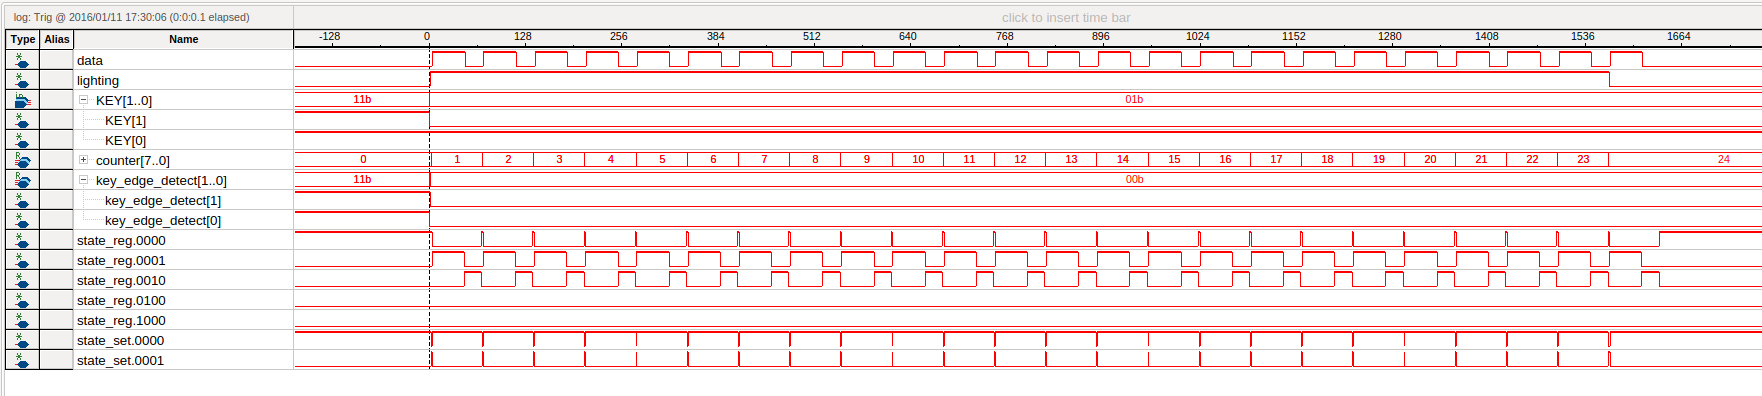 log: Trig @ 2016/01/11 17:30:06 (0:0:0.1 elapsed) click to insert time bar
Type Alias Name -128 0 128 256 384 512 640 768 896 1024 1152 1280 1408 1536 1664
data
lighting
KEY[1..0] 11b 01b
KEY[1]
KEY[0]
counter[7..0] 0 1 2 3 4 5 6 7 8 9 10 11 12 13 14 15 16 17 18 19 20 21 22 23 24
key_edge_detect[1..0] 11b 00b
key_edge_detect[1]
key_edge_detect[0]
state_reg.0000
state_reg.0001
state_reg.0010
state_reg.0100
state_reg.1000
state_set.0000
state_set.0001